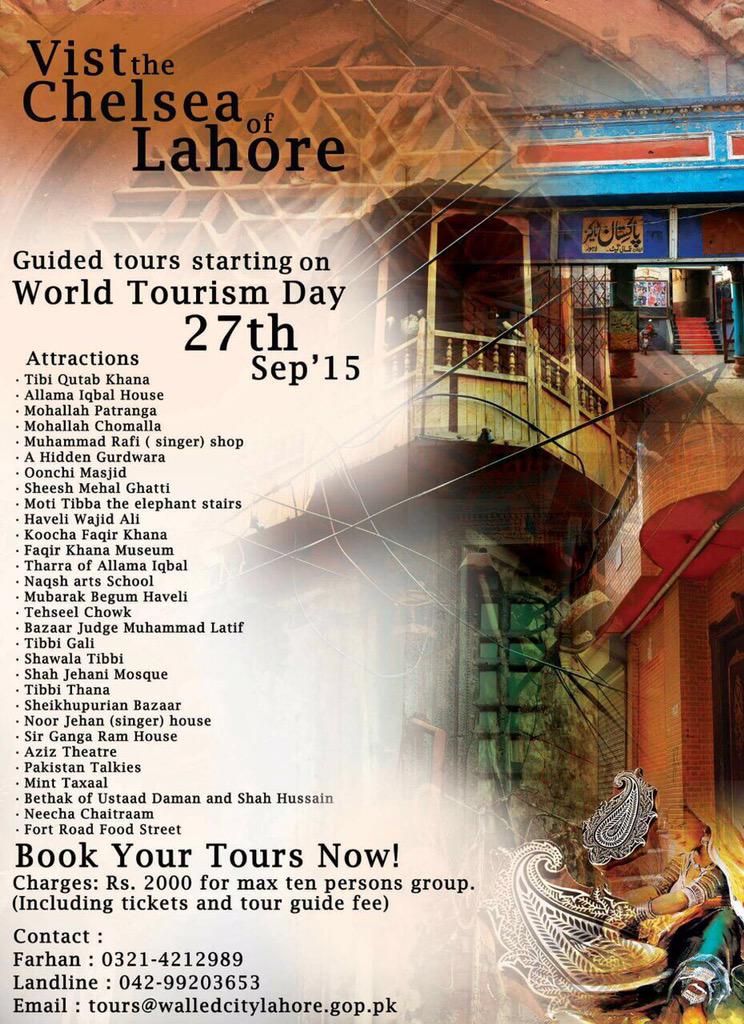 Vist the
Chelsea of
Lahore
Guided tours starting on
World Tourism Day
27th
Sep'15
Attractions
· Tibi Qutab Khana
· Allama Iqbal House
· Mohallah Patranga
· Mohallah Chomalla
· Muhammad Rafi ( singer) shop
· A Hidden Gurdwara
· Oonchi Masjid
· Sheesh Mehal Ghatti
· Moti Tibba the elephant stairs
· Haveli Wajid Ali
· Koocha Faqir Khana
· Faqir Khana Museum
· Tharra of Allama Iqbal
· Naqsh arts School
· Mubarak Begum Haveli
· Tehseel Chowk
· Bazaar Judge Muhammad Latif
· Tibbi Gali
· Shawala Tibbi
· Shah Jehani Mosque
· Tibbi Thana
· Sheikhupurian Bazaar
· Noor Jehan (singer) house
· Sir Ganga Ram House
· Aziz Theatre
· Pakistan Talkies
· Mint Taxaal
· Bethak of Ustaad Daman and Shah Hussain
· Neecha Chaitraam
· Fort Road Food Street
Book Your Tours Now!
Charges: Rs. 2000 for max ten persons group.
(Including tickets and tour guide fee)
Contact :
Farhan : 0321-4212989
Landline : 042-99203653
Email : tours@walledcitylahore.gop.pk
پاکستان ٹاکیز
لاہور